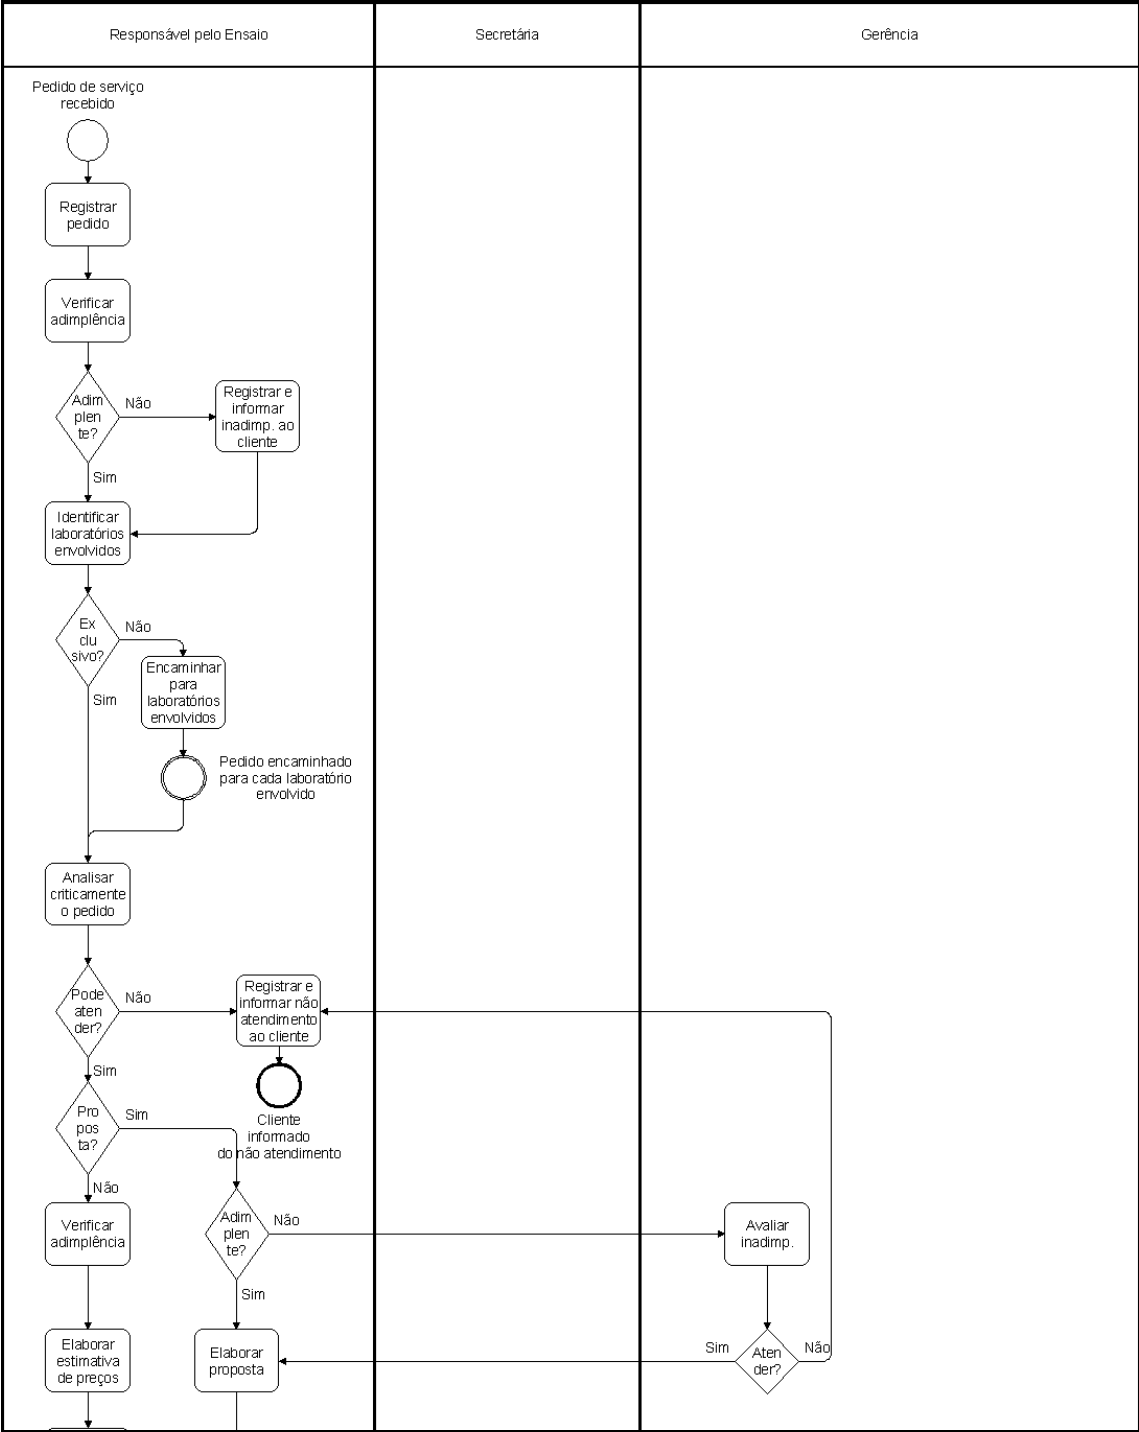 Responsável pelo Ensaio
Secretária
Gerência
Pedido de serviço
recebido
Registrar
pedido
Verificar
adimplência
Adim
plen
te?
Não
Registrar e
informar
inadimp. ao
cliente
Sim
Identificar
laboratórios
envolvidos
Ex
clu
sivo?
Não
Encaminhar
para
laboratórios
envolvidos
Sim
Pedido encaminhado
para cada laboratório
envolvido
Analisar
criticamente
o pedido
Pode
aten
der?
Não
Registrar e
informar não
atendimento
ao cliente
Sim
Cliente
informado
do não atendimento
Pro
pos
ta?
Sim
Não
Verificar
adimplência
Adim
plen
te?
Não
Avaliar
inadimp.
Sim
Elaborar
estimativa
de preços
Elaborar
proposta
Sim
Aten
der?
Não